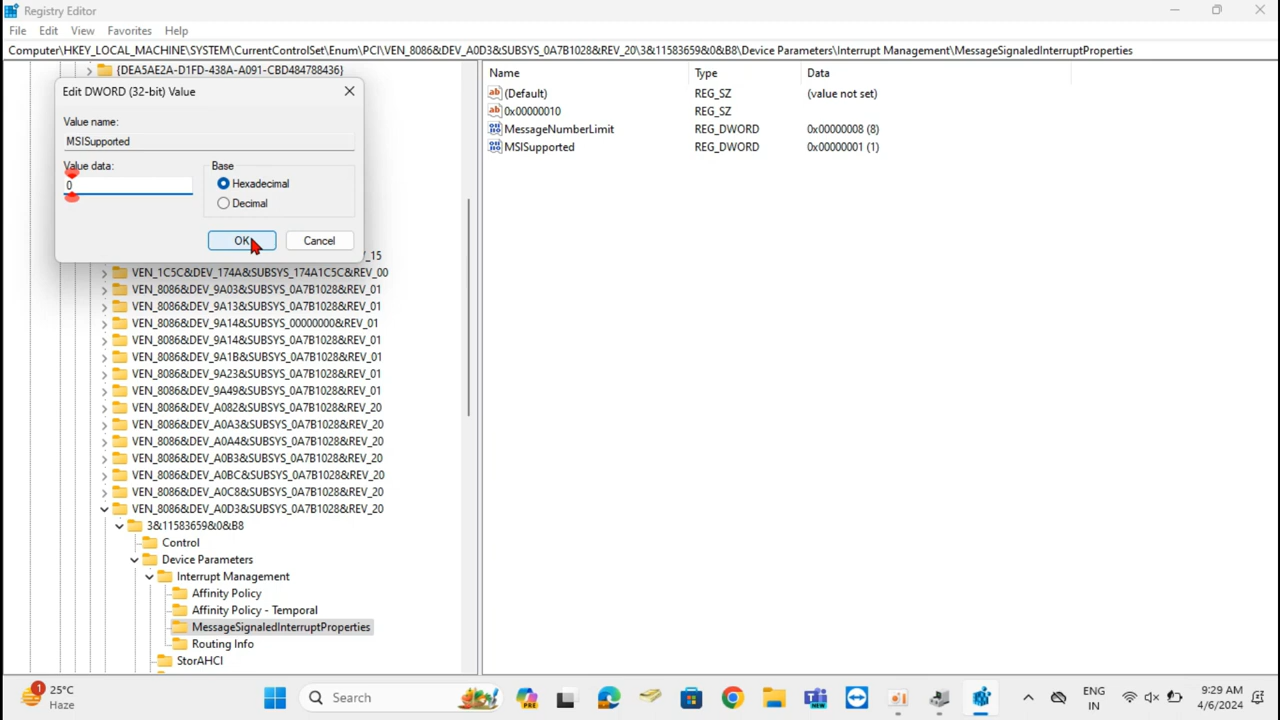 Registry Editor
File Edit View Favorites Help
Computer\HKEY_LOCAL_MACHINE\SYSTEM\CurrentControlSet\Enum\PCI\VEN_8086&DEV_A0D3&SUBSYS_0A7B1028&REV_20\3&11583659&0&B8\Device Parameters\Interrupt Management\MessageSignaledInterruptProperties
{DEA5AE2A-D1FD-438A-A091-CBD484788436}
Edit DWORD (32-bit) Value
Value name:
MSISupported
Value data:
0
Base
Hexadecimal
Decimal
OK
Cancel
_15
VEN_1C5C&DEV_174A&SUBSYS_174A1C5C&REV_00
VEN_8086&DEV_9A03&SUBSYS_0A7B1028&REV_01
VEN_8086&DEV_9A13&SUBSYS_0A7B1028&REV_01
VEN_8086&DEV_9A14&SUBSYS_00000000&REV_01
VEN_8086&DEV_9A14&SUBSYS_0A7B1028&REV_01
VEN_8086&DEV_9A1B&SUBSYS_0A7B1028&REV_01
VEN_8086&DEV_9A23&SUBSYS_0A7B1028&REV_01
VEN_8086&DEV_9A49&SUBSYS_0A7B1028&REV_01
VEN_8086&DEV_A082&SUBSYS_0A7B1028&REV_20
VEN_8086&DEV_A0A3&SUBSYS_0A7B1028&REV_20
VEN_8086&DEV_A0A4&SUBSYS_0A7B1028&REV_20
VEN_8086&DEV_A0B3&SUBSYS_0A7B1028&REV_20
VEN_8086&DEV_A0BC&SUBSYS_0A7B1028&REV_20
VEN_8086&DEV_A0C8&SUBSYS_0A7B1028&REV_20
VEN_8086&DEV_A0D3&SUBSYS_0A7B1028&REV_20
3&11583659&0&B8
Control
Device Parameters
Interrupt Management
Affinity Policy
Affinity Policy - Temporal
MessageSignaledInterruptProperties
Routing Info
StorAHCI
Name Type Data
(Default) REG_SZ (value not set)
0x00000010 REG_SZ
MessageNumberLimit REG_DWORD 0x00000008 (8)
MSISupported REG_DWORD 0x00000001 (1)
1
25°C
Haze
Search
PRE
NEW
ENG
IN
9:29 AM
4/6/2024